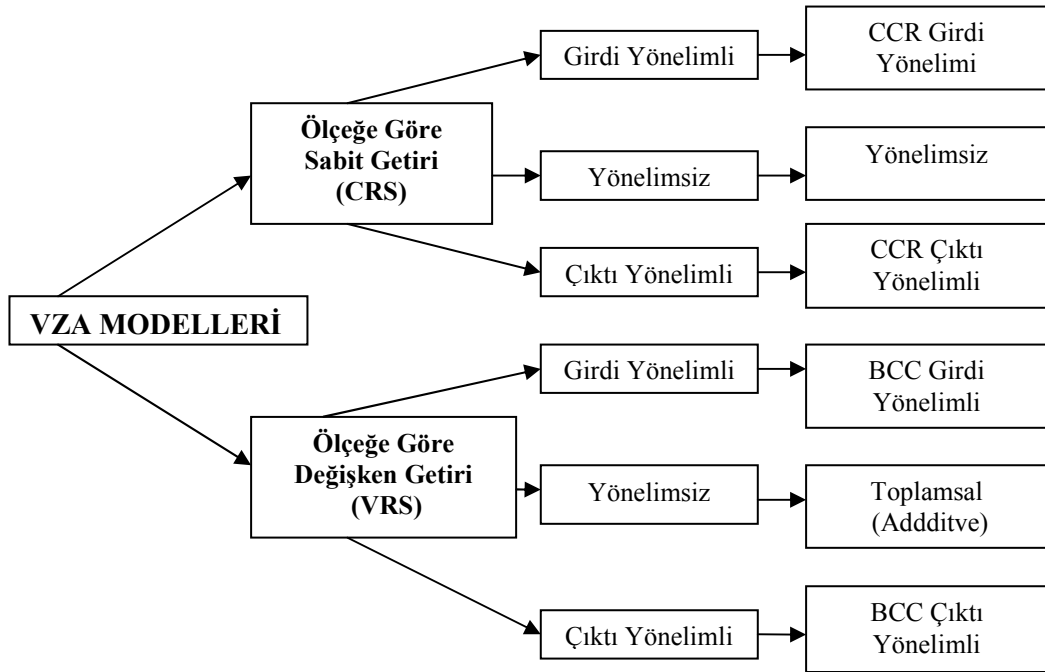 VZA MODELLERİ
Ölçeğe Göre
Sabit Getiri
(CRS)
Girdi Yönelimli
CCR Girdi
Yönelimi
Yönelimsiz
Yönelimsiz
Çıktı Yönelimli
CCR Çıktı
Yönelimli
Ölçeğe Göre
Değişken Getiri
(VRS)
Girdi Yönelimli
BCC Girdi
Yönelimli
Yönelimsiz
Toplamsal
(Addditve)
Çıktı Yönelimli
BCC Çıktı
Yönelimli